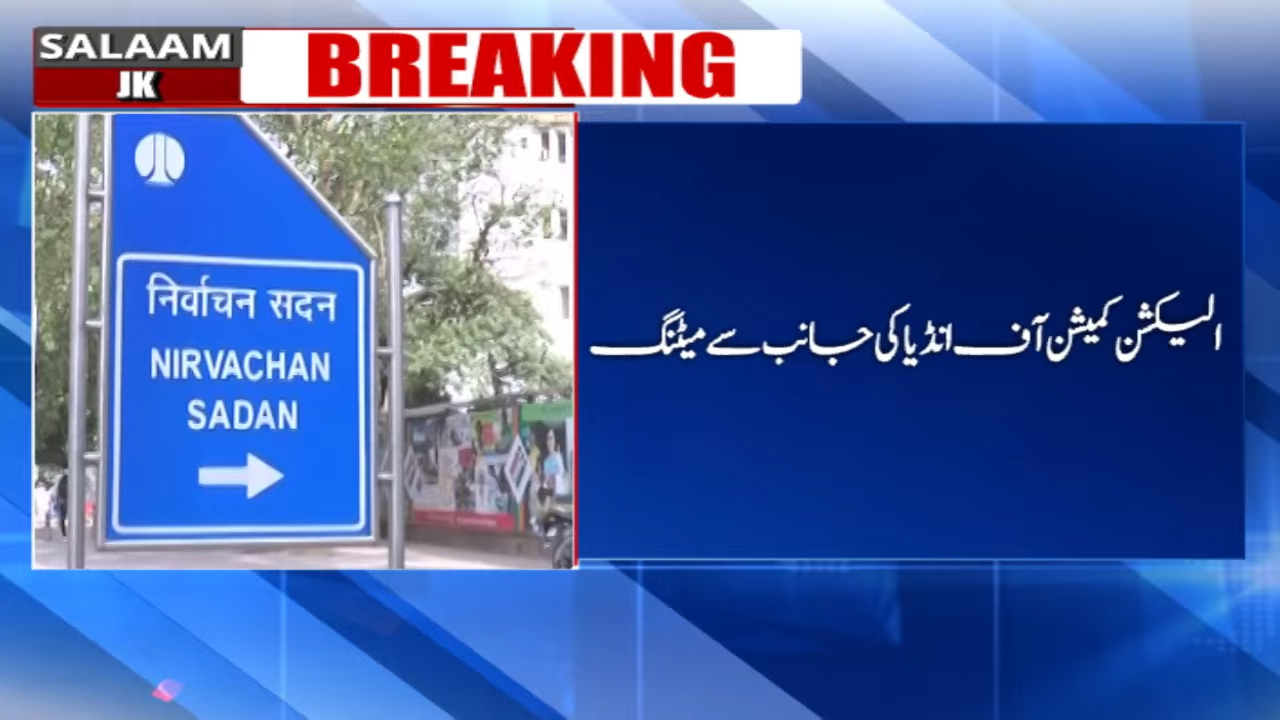 SALAAM
JK
BREAKING
निर्वाचन सदन
NIRVACHAN
SADAN
الیکشن کمیشن آف انڈیا کی جانب سے میٹنگ